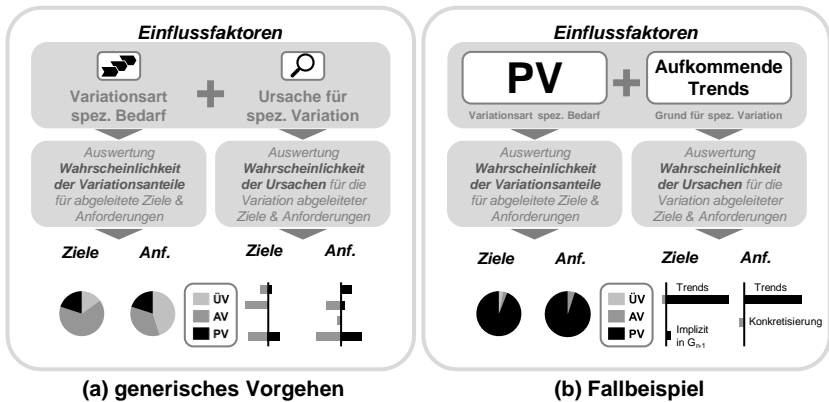 Einflussfaktoren
Variationsart
spez. Bedarf
+
Ursache für
spez. Variation
Auswertung
Wahrscheinlichkeit
der Variationsanteile
für abgeleitete Ziele &
Anforderungen
Auswertung
Wahrscheinlichkeit
der Ursachen für die
Variation abgeleiteter
Ziele & Anforderungen
Ziele
Anf.
Ziele
Anf.
ÜV
AV
PV
(a) generisches Vorgehen
Einflussfaktoren
PV
+
Aufkommende
Trends
Variationsart spez. Bedarf
Grund für spez. Variation
Auswertung
Wahrscheinlichkeit
der Variationsanteile
für abgeleitete Ziele &
Anforderungen
Auswertung
Wahrscheinlichkeit
der Ursachen für die
Variation abgeleiteter
Ziele & Anforderungen
Ziele
Anf.
Ziele
Anf.
ÜV
AV
PV
Trends
Implizit
in Gn-1
Trends
Konkretisierung
(b) Fallbeispiel